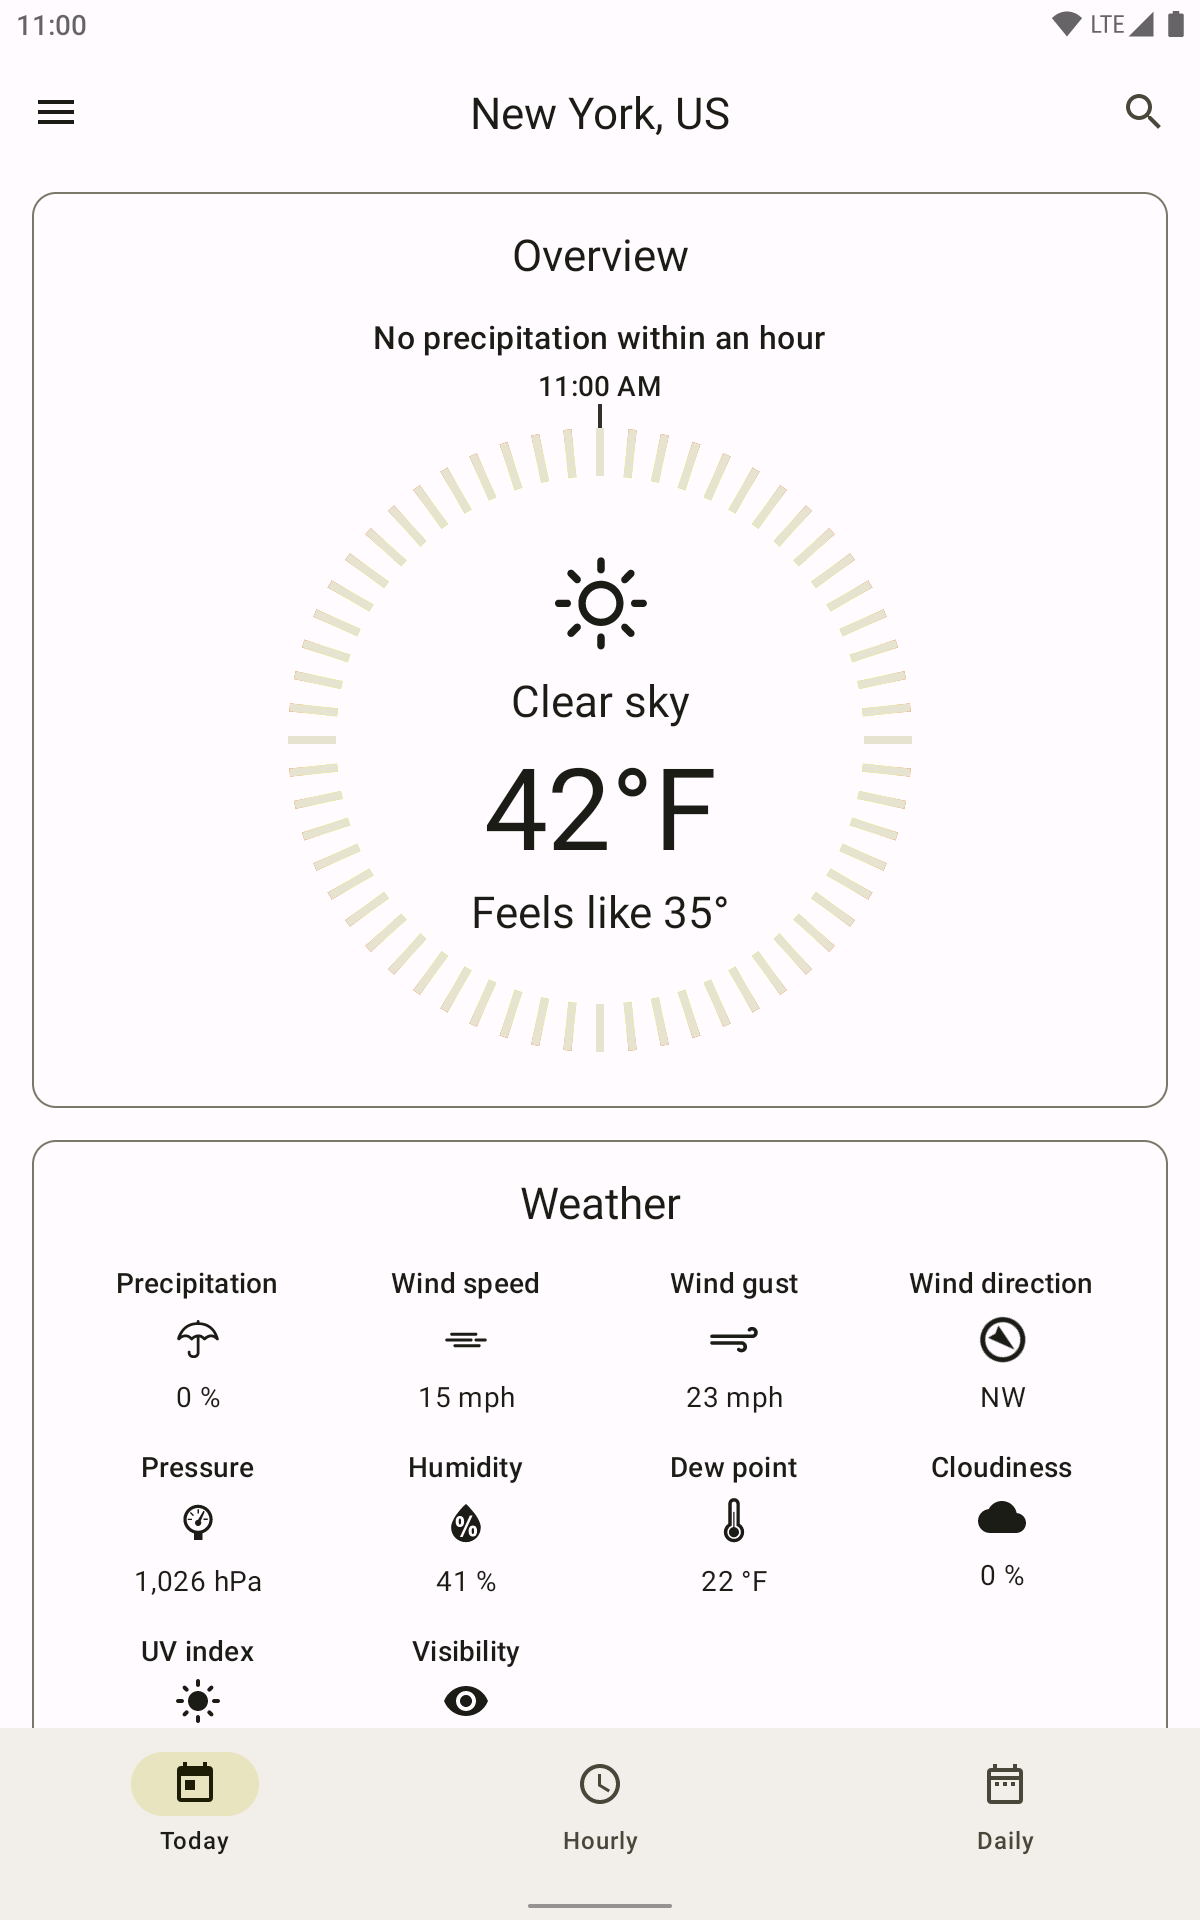 11:00
LTE
New York, US
Overview
No precipitation within an hour
11:00 AM
Clear sky
42°F
Feels like 35°
Weather
Precipitation Wind speed Wind gust Wind direction
0 % 15 mph 23 mph NW
Pressure Humidity Dew point Cloudiness
%
1,026 hPa 41 % 22 °F 0 %
UV index Visibility
Today Hourly Daily